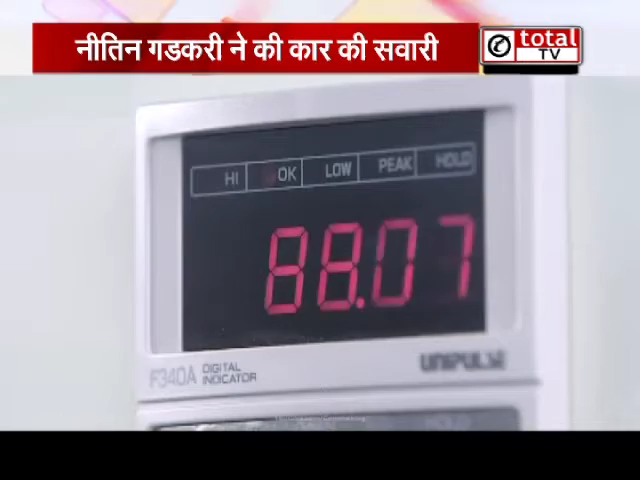 नीतिन गडकरी ने की कार की सवारी
total
TV
HI OK LOW PEAK HOLD
88.07
F340A DIGITAL INDICATOR
UNIPULSE